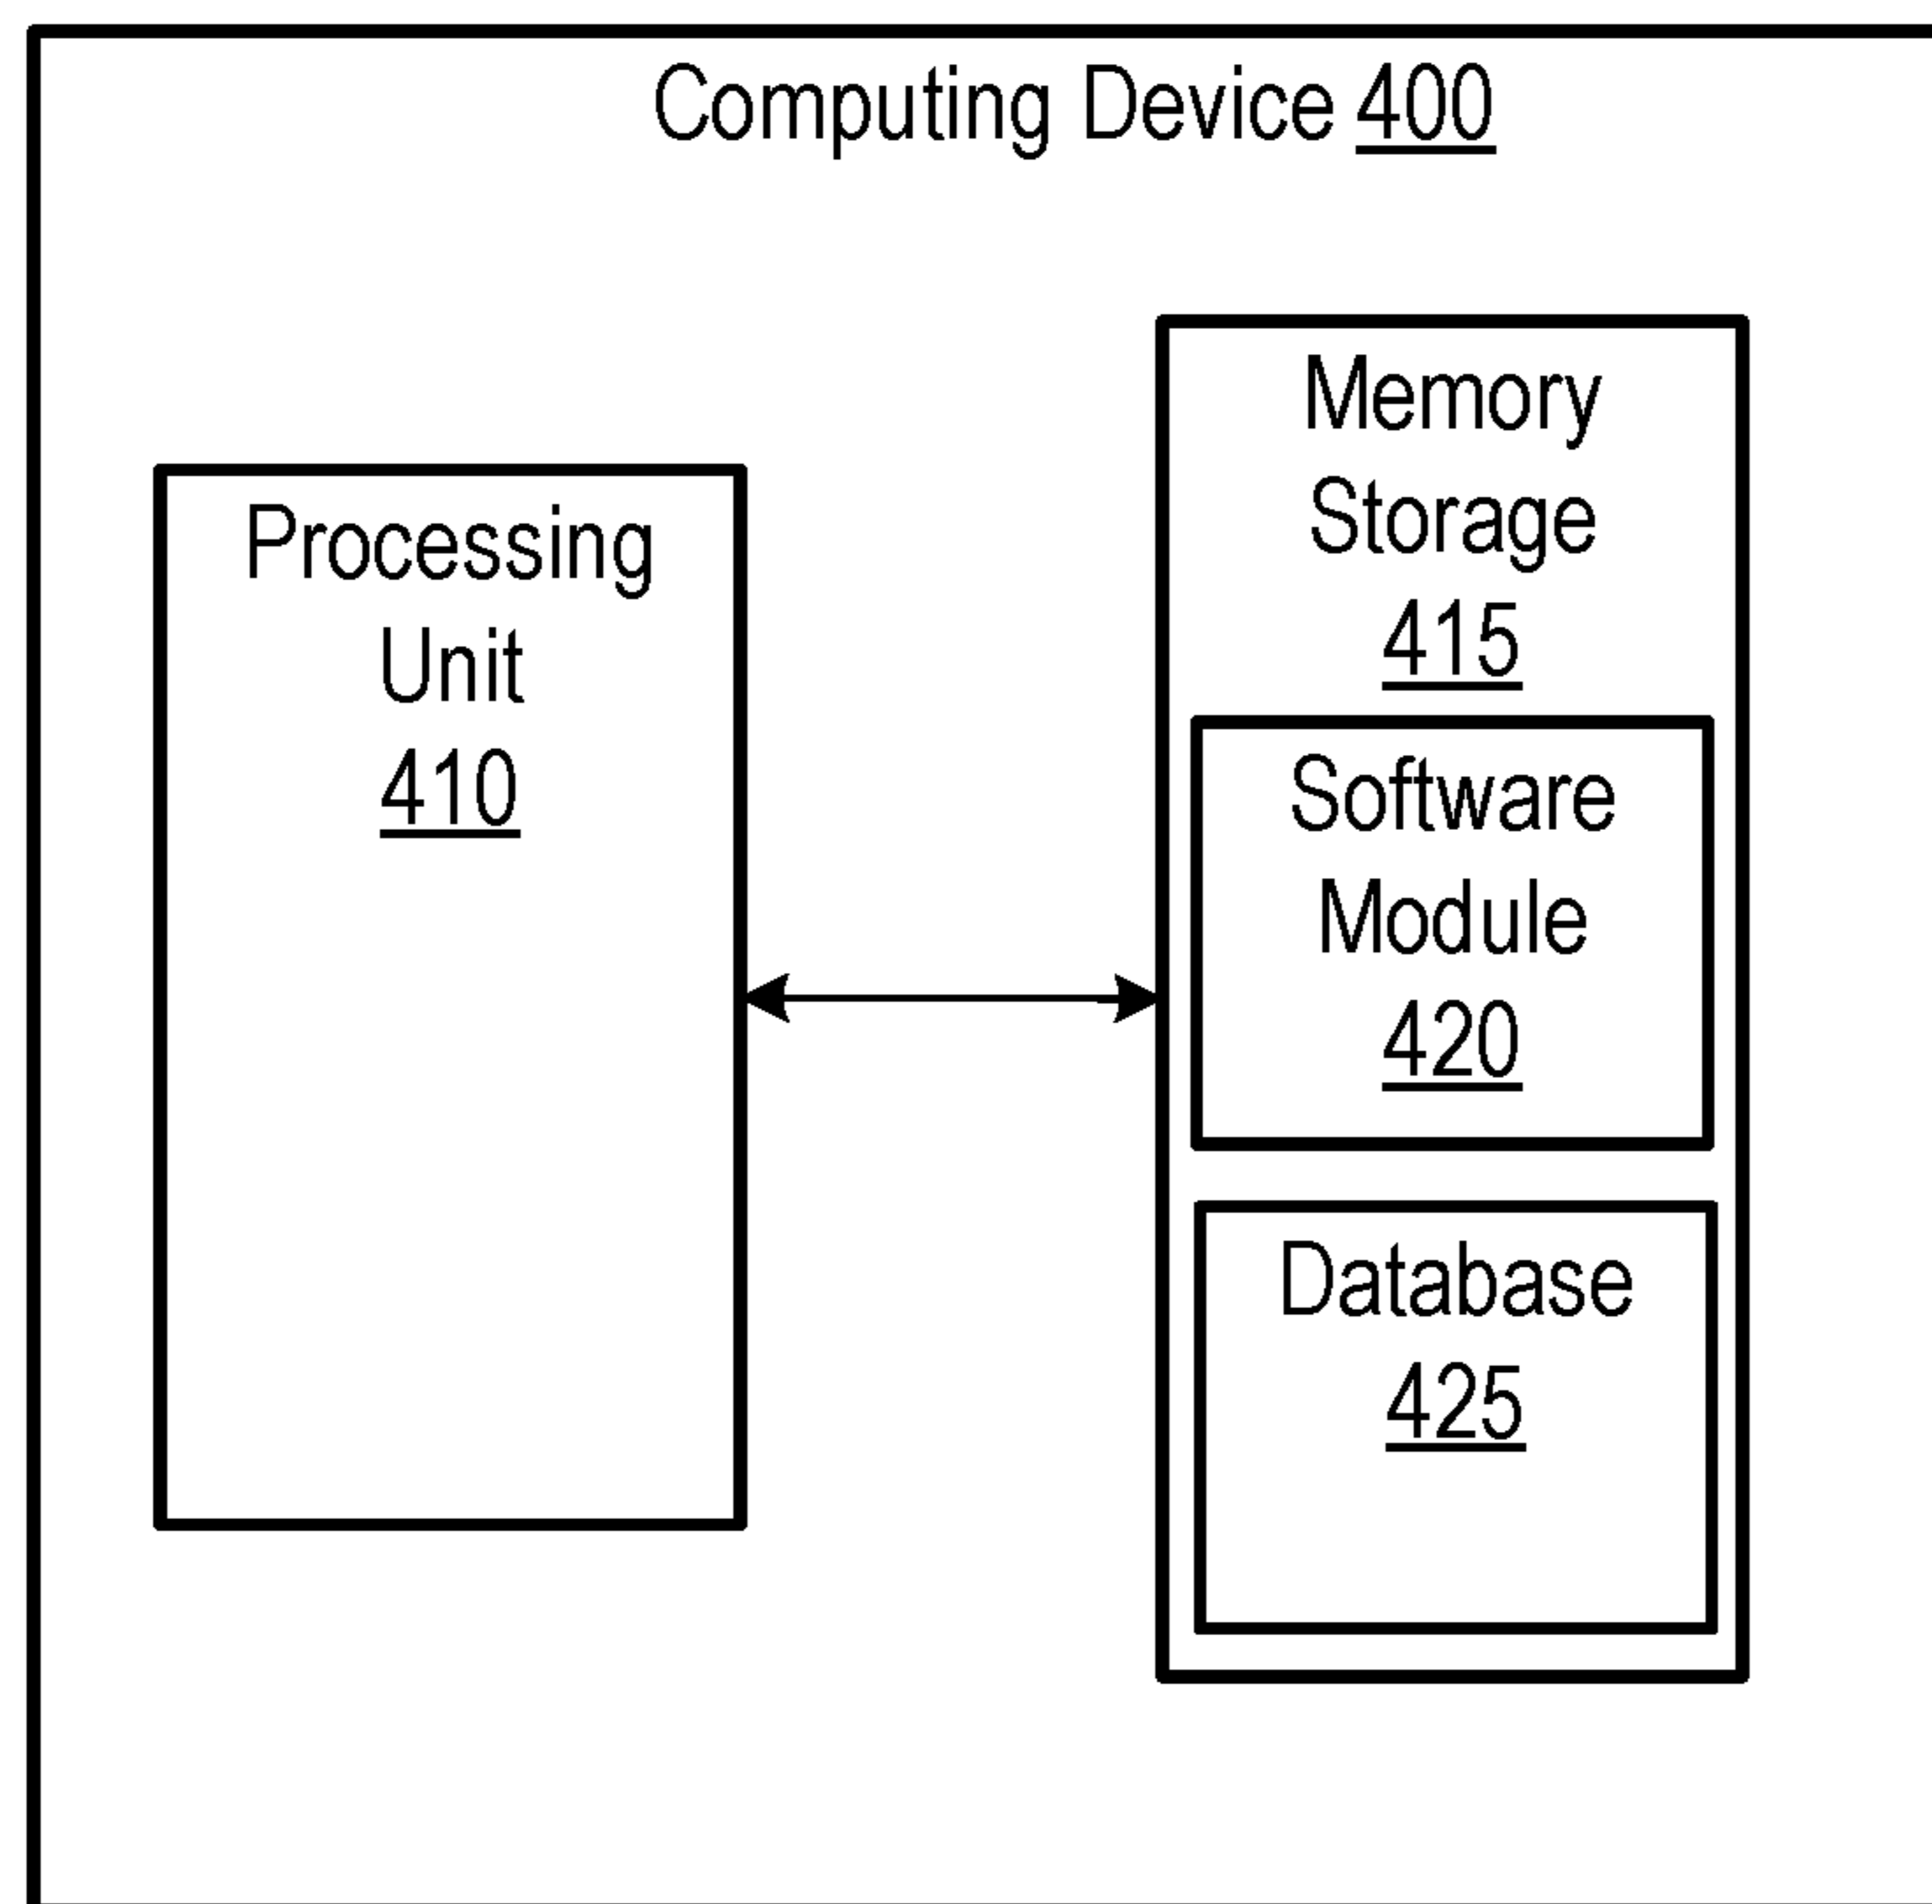 Computing Device 400
Processing
Unit
410
Memory
Storage
415
Software
Module
420
Database
425